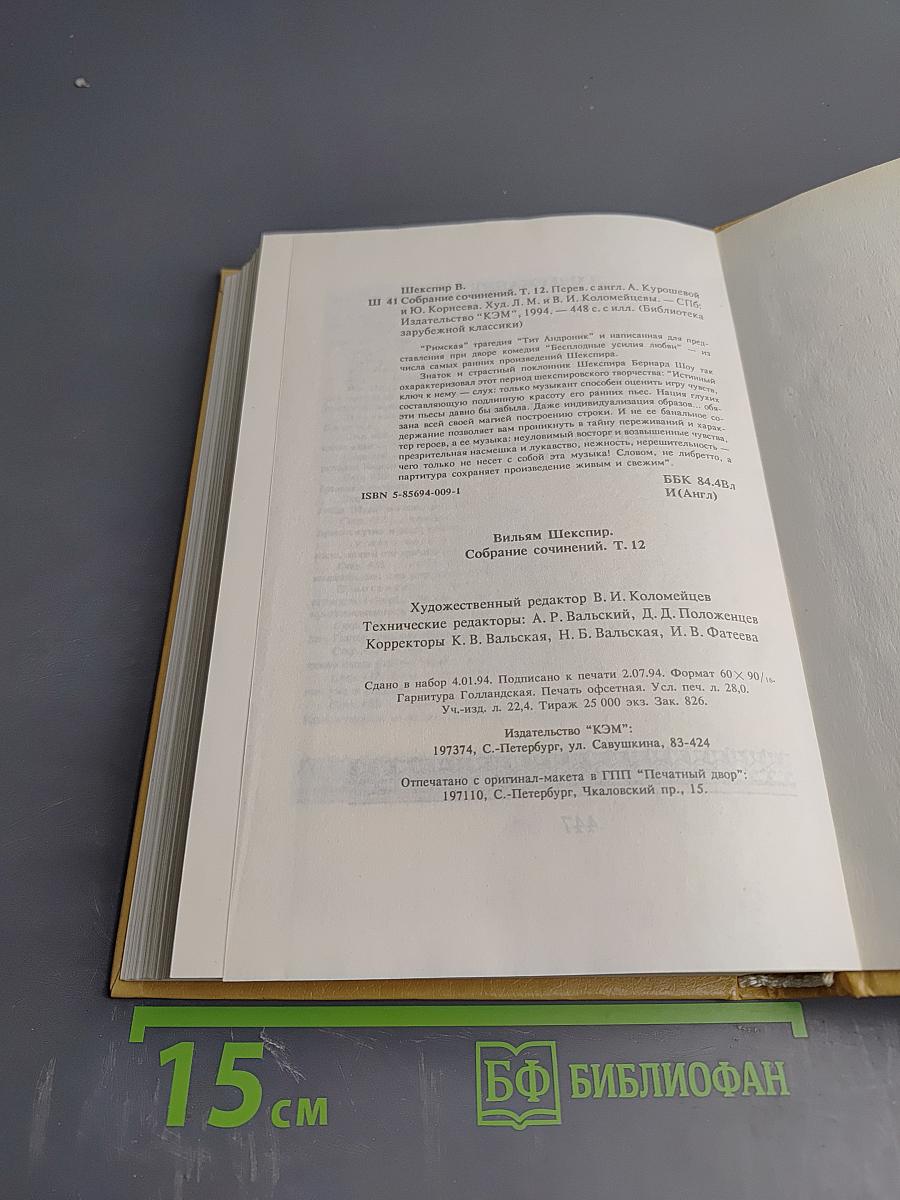 Шекспир В.
Ш 41 Собрание сочинений. Т. 12. Перев. с англ. А. Курошевой
и Ю. Корнеева. Худ. Л. М. и В. И. Коломейцевы. — СПб:
Издательство "КЭМ", 1994. — 448 с. с илл. (Библиотека
зарубежной классики)
"Римская" трагедия "Тит Андроник" и написанная для пред-
ставления при дворе комедия "Бесплодные усилия любви" — из
числа самых ранних произведений Шекспира.
Знаток и страстный поклонник Шекспира Бернард Шоу так
охарактеризовал этот период шекспировского творчества: "Истинный
ключ к нему — слух: только музыкант способен оценить игру чувств,
составляющую подлинную красоту его ранних пьес. Нация глухих
эти пьесы давно бы забыла. Даже индивидуализация образов... обя-
зана всей своей магией построению строки. И не ее банальное со-
держание позволяет вам проникнуть в тайну переживаний и харак-
тер героев, а ее музыка: неуловимый восторг и возвышенные чувства,
презрительная насмешка и лукавство, нежность, нерешительность —
чего только не несет с собой эта музыка! Словом, не либретто, а
партитура сохраняет произведение живым и свежим".
ББК 84.4Вл
ISBN 5-85694-009-1
И(Англ)
Вильям Шекспир.
Собрание сочинений. Т. 12
Художественный редактор В. И. Коломейцев
Технические редакторы: А. Р. Вальский, Д. Д. Положенцев
Корректоры К. В. Вальская, Н. Б. Вальская, И. В. Фатеева
Сдано в набор 4.01.94. Подписано к печати 2.07.94. Формат 60×90/16.
Гарнитура Голландская. Печать офсетная. Усл. печ. л. 28,0.
Уч.-изд. л. 22,4. Тираж 25 000 экз. Зак. 826.
Издательство "КЭМ":
197374, С.-Петербург, ул. Савушкина, 83-424
Отпечатано с оригинал-макета в ГПП "Печатный двор":
197110, С.-Петербург, Чкаловский пр., 15.
447
15 см
БФ БИБЛИОФАН